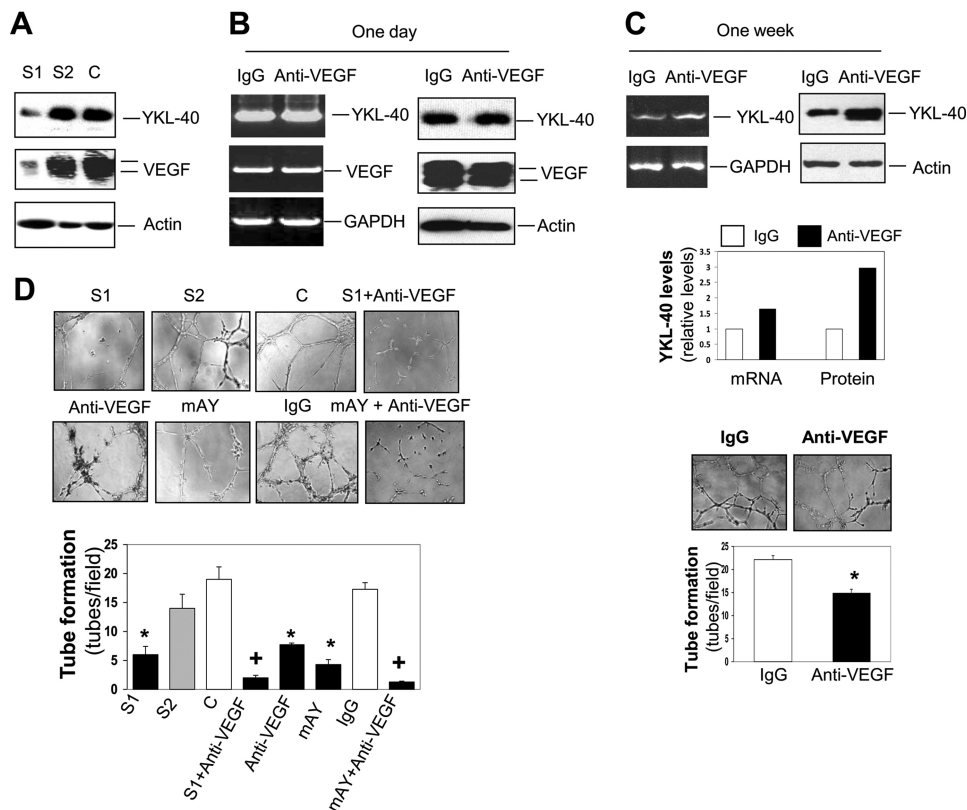 A
S1 S2 C
YKL-40
VEGF
Actin
B
One day
IgG Anti-VEGF
YKL-40
VEGF
GAPDH
IgG Anti-VEGF
YKL-40
VEGF
Actin
C
One week
IgG Anti-VEGF
YKL-40
GAPDH
IgG Anti-VEGF
YKL-40
Actin
IgG Anti-VEGF
YKL-40 levels
(relative levels)
3.5
3
2.5
2
1.5
1
0.5
0
mRNA Protein
IgG Anti-VEGF
Tube formation
(tubes/field)
25
20
15
10
5
0
*
IgG Anti-VEGF
D
S1 S2 C S1+Anti-VEGF
Anti-VEGF mAY IgG mAY + Anti-VEGF
Tube formation
(tubes/field)
25
20
15
10
5
0
* + * * +
S1
S2
C
S1+Anti-VEGF
Anti-VEGF
mAY
IgG
mAY+Anti-VEGF